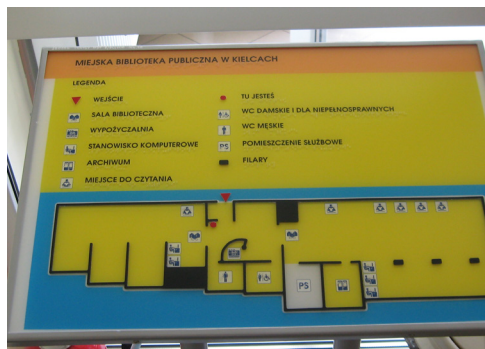 MIEJSKA BIBLIOTEKA PUBLICZNA W KIELCACH
LEGENDA
WEJŚCIE
SALA BIBLIOTECZNA
WYPOŻYCZALNIA
STANOWISKO KOMPUTEROWE
ARCHIWUM
MIEJSCE DO CZYTANIA
TU JESTEŚ
WC DAMSKIE I DLA NIEPEŁNOSPRAWNYCH
WC MĘSKIE
PS POMIESZCZENIE SŁUŻBOWE
FILARY
PS